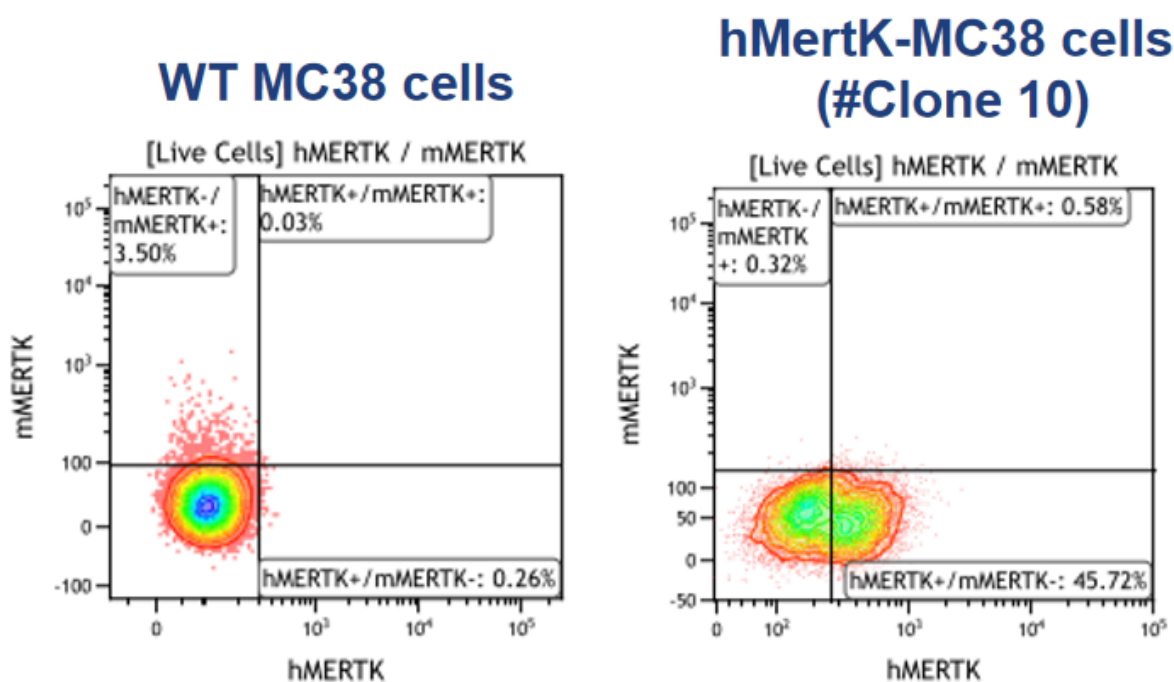 WT MC38 cells
[Live Cells] hMERTK / mMERTK
hMERTK-/
mMERTK+:
3.50%
hMERTK+/mMERTK+:
0.03%
hMERTK+/mMERTK-: 0.26%
10⁵
10⁴
10³
100
0
-100
mMERTK
0
10³
10⁴
10⁵
hMERTK
hMertK-MC38 cells
(#Clone 10)
[Live Cells] hMERTK / mMERTK
hMERTK-/
mMERTK
+: 0.32%
hMERTK+/mMERTK+: 0.58%
hMERTK+/mMERTK-: 45.72%
10⁵
10⁴
10³
100
50
0
-50
mMERTK
0
10²
10³
10⁴
10⁵
hMERTK